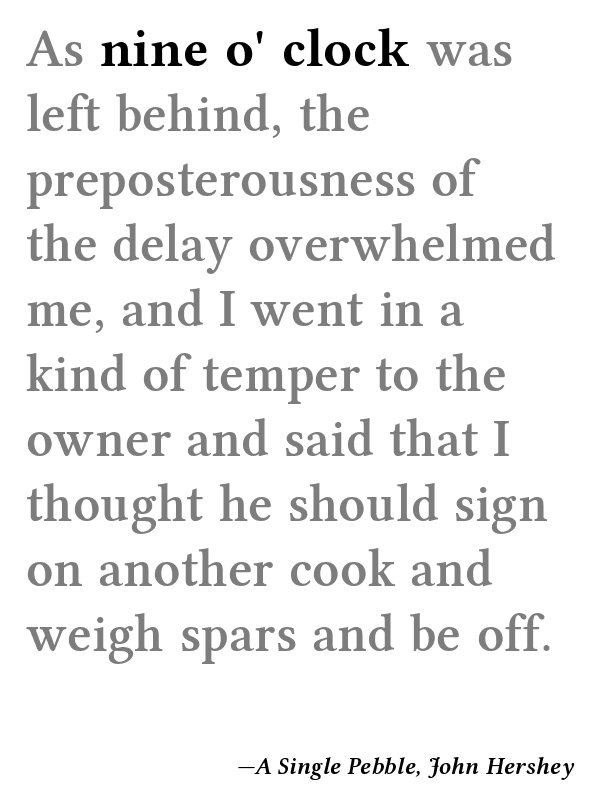 As nine o' clock was
left behind, the
preposterousness of
the delay overwhelmed
me, and I went in a
kind of temper to the
owner and said that I
thought he should sign
on another cook and
weigh spars and be off.
—A Single Pebble, John Hershey